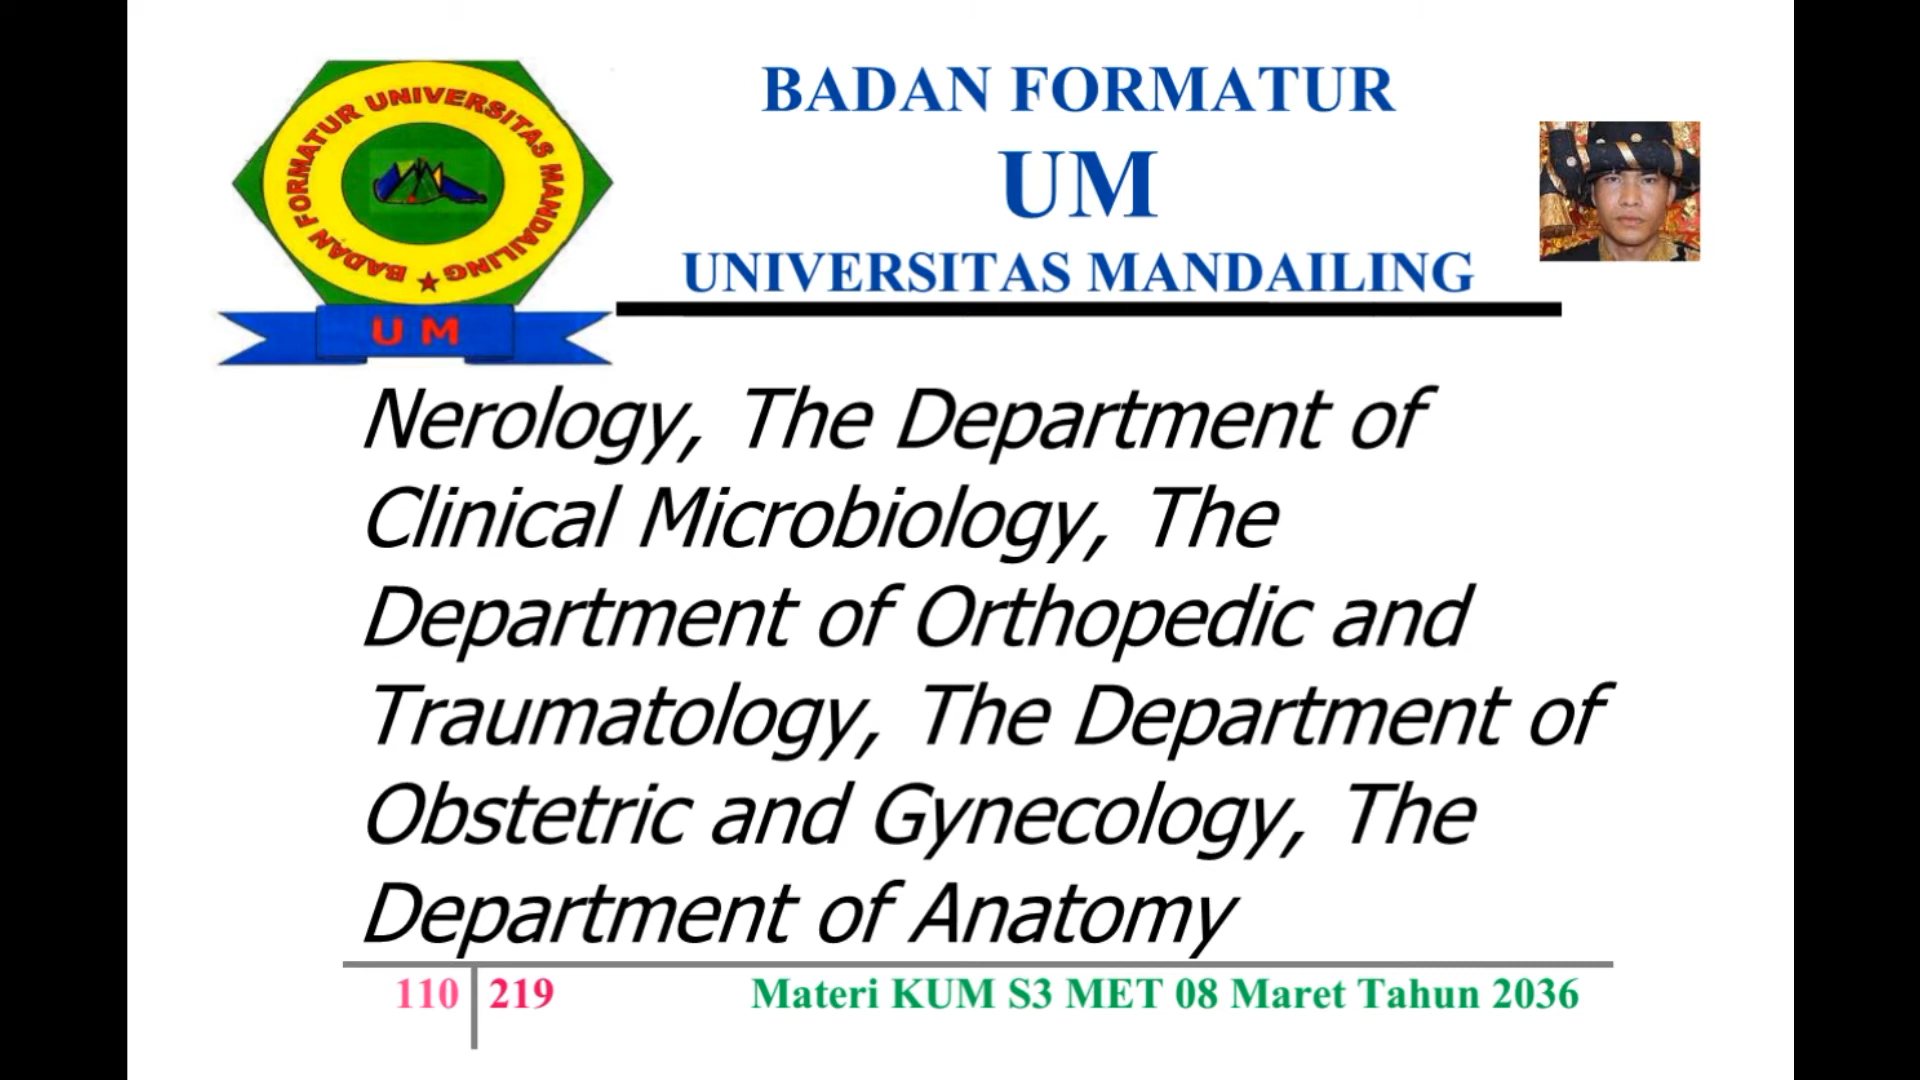 BADAN FORMATUR UNIVERSITAS MANDAILING
U M
BADAN FORMATUR
UM
UNIVERSITAS MANDAILING
Nerology, The Department of
Clinical Microbiology, The
Department of Orthopedic and
Traumatology, The Department of
Obstetric and Gynecology, The
Department of Anatomy
110 219 Materi KUM S3 MET 08 Maret Tahun 2036